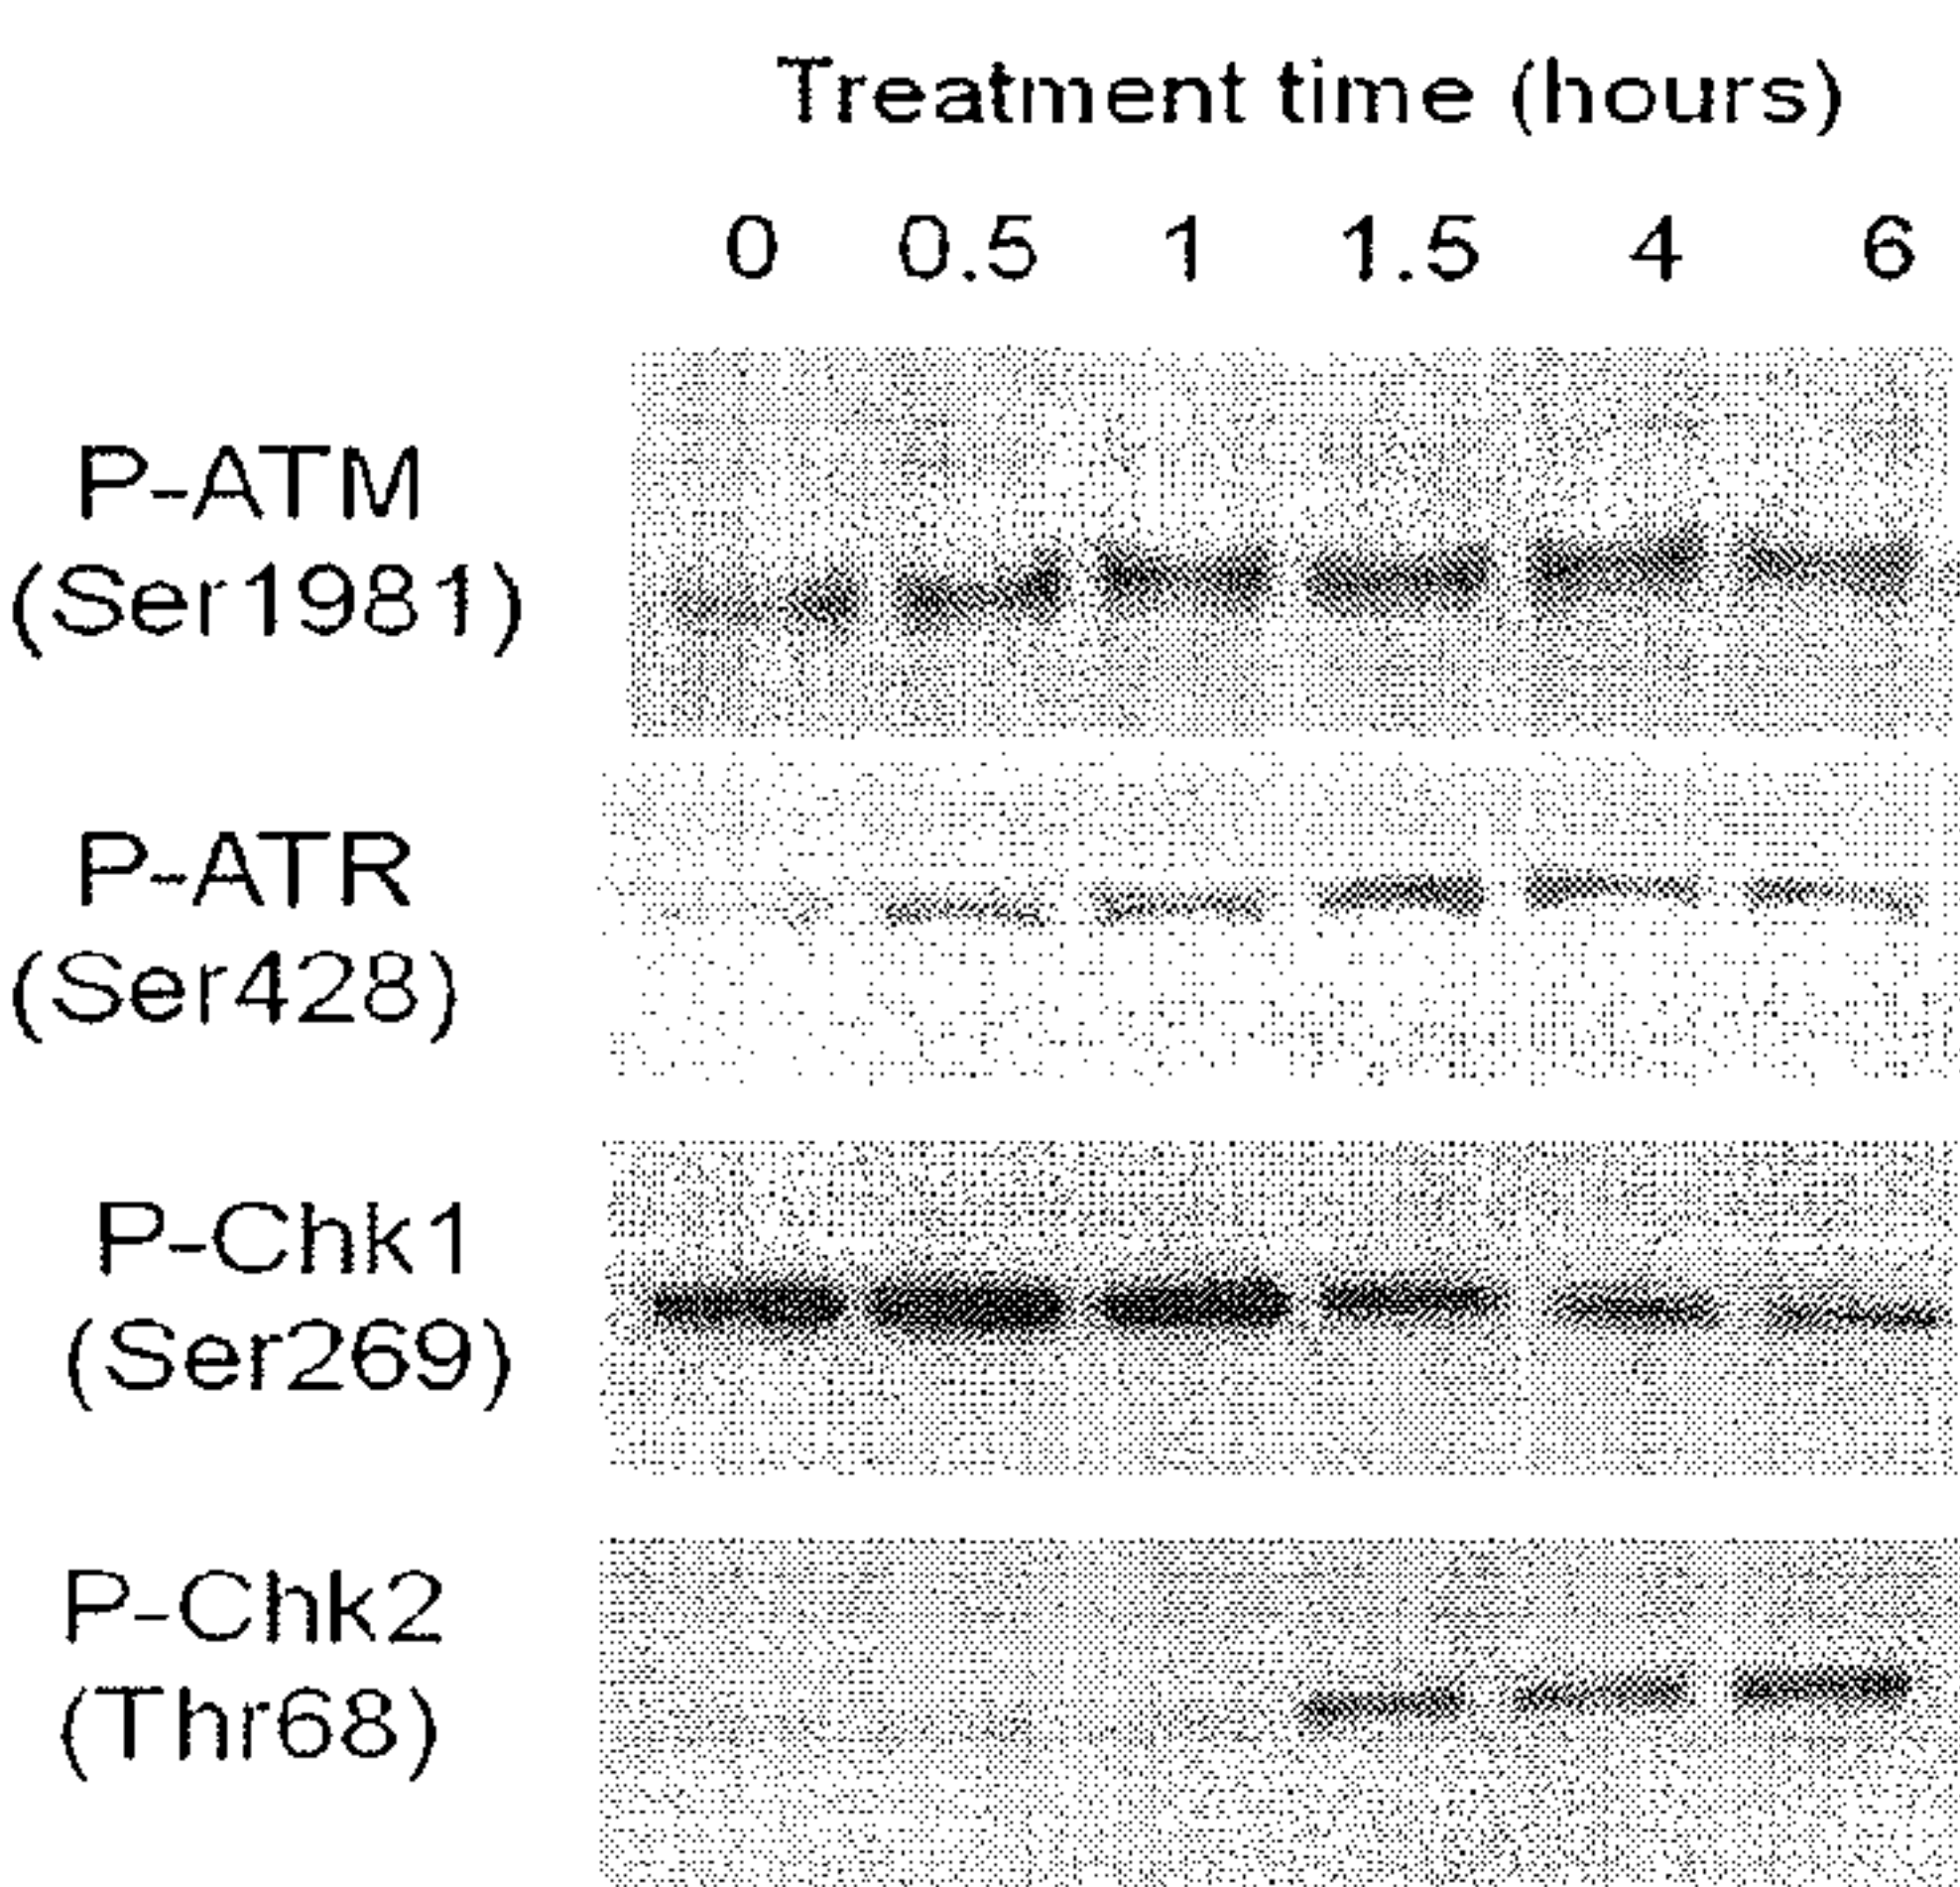 Treatment time (hours)
0 0.5 1 1.5 4 6
P-ATM
(Ser1981)
P-ATR
(Ser428)
P-Chk1
(Ser269)
P-Chk2
(Thr68)